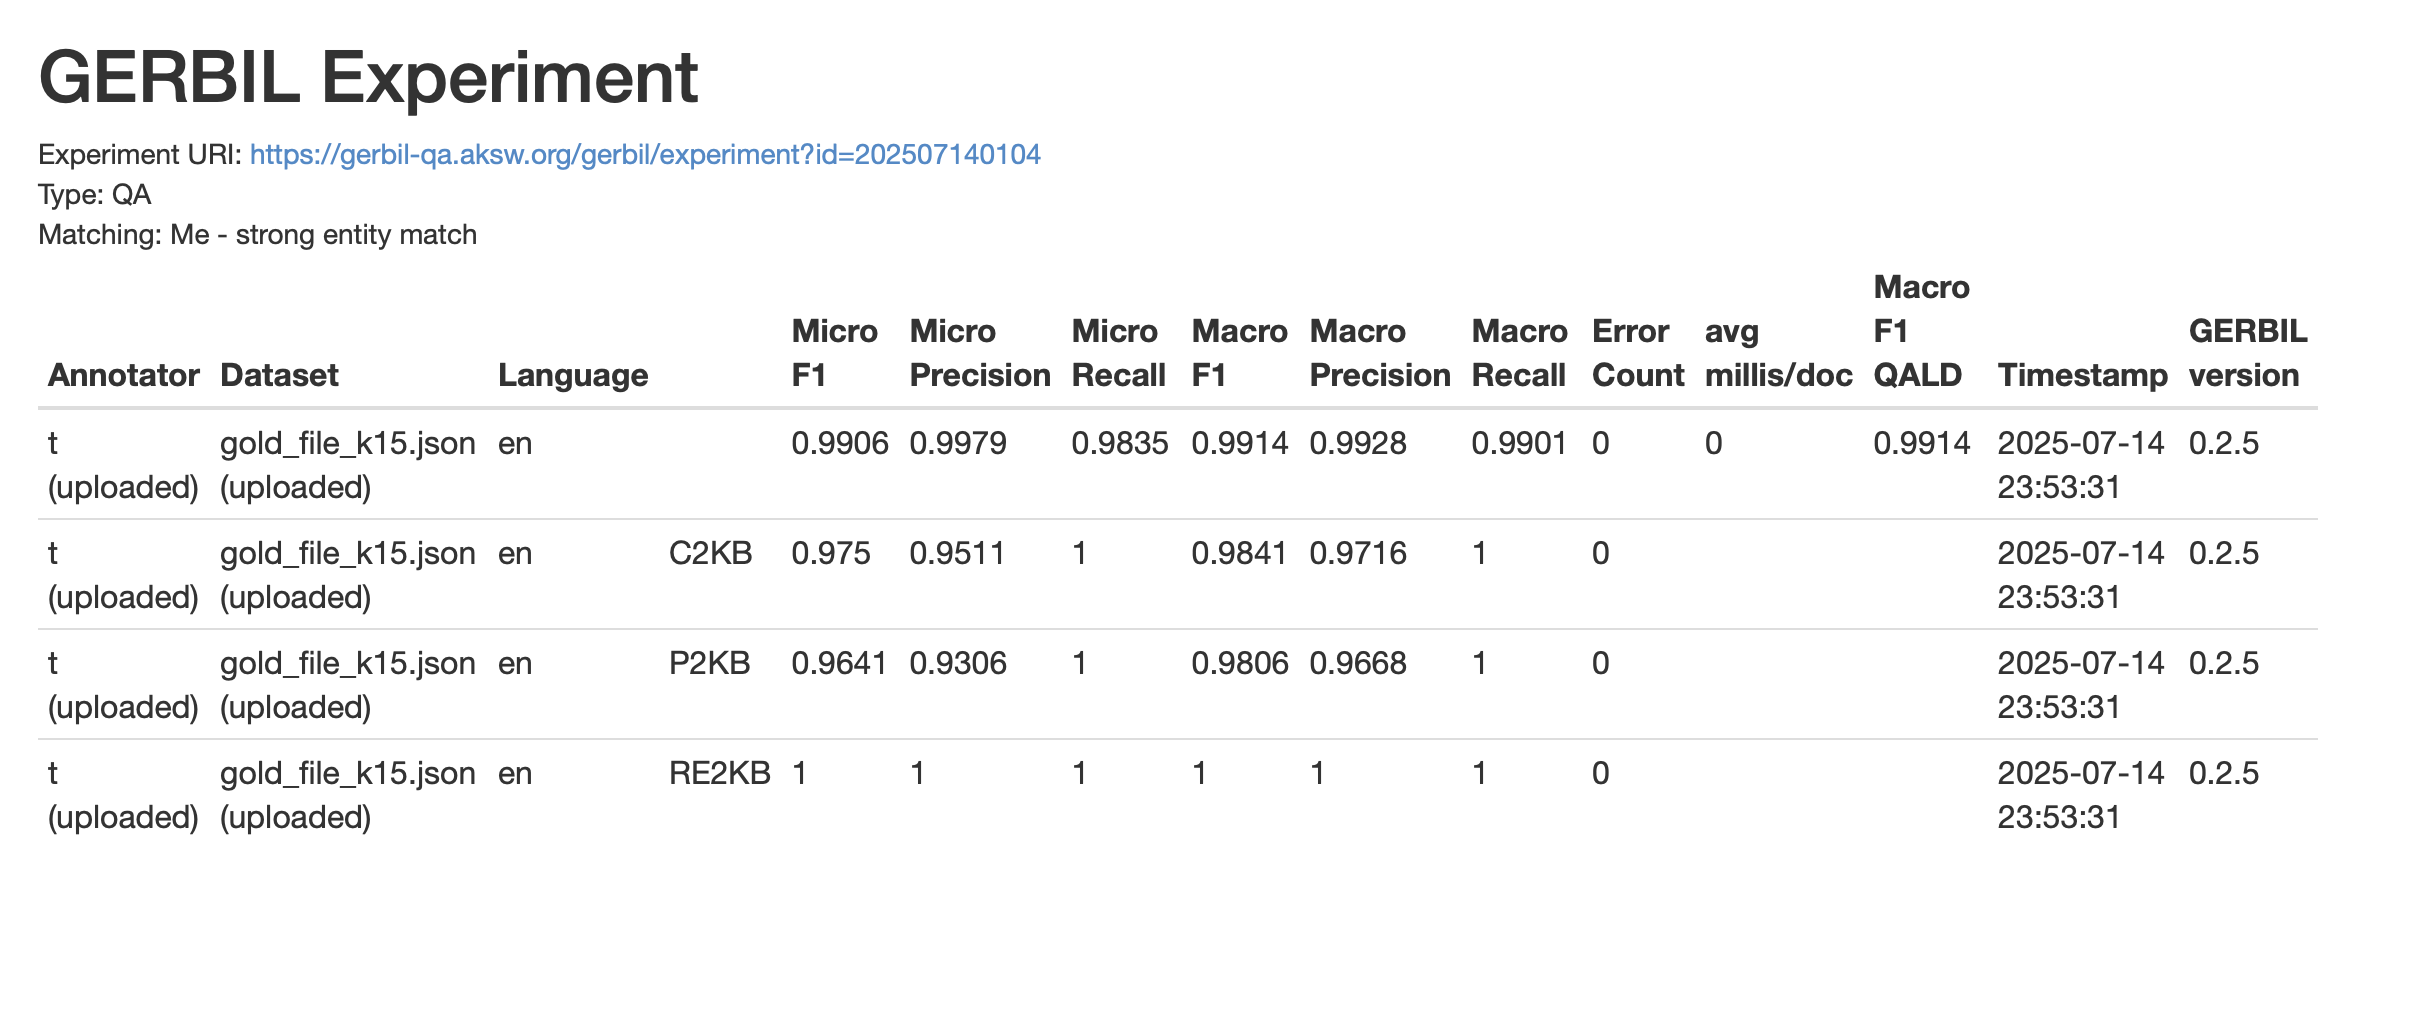 GERBIL Experiment
Experiment URI: https://gerbil-qa.aksw.org/gerbil/experiment?id=202507140104
Type: QA
Matching: Me - strong entity match
Annotator Dataset Language Micro F1 Micro Precision Micro Recall Macro F1 Macro Precision Macro Recall Error Count avg millis/doc Macro F1 QALD Timestamp GERBIL version
t (uploaded) gold_file_k15.json (uploaded) en 0.9906 0.9979 0.9835 0.9914 0.9928 0.9901 0 0 0.9914 2025-07-14 23:53:31 0.2.5
t (uploaded) gold_file_k15.json (uploaded) en C2KB 0.975 0.9511 1 0.9841 0.9716 1 0 2025-07-14 23:53:31 0.2.5
t (uploaded) gold_file_k15.json (uploaded) en P2KB 0.9641 0.9306 1 0.9806 0.9668 1 0 2025-07-14 23:53:31 0.2.5
t (uploaded) gold_file_k15.json (uploaded) en RE2KB 1 1 1 1 1 1 0 2025-07-14 23:53:31 0.2.5